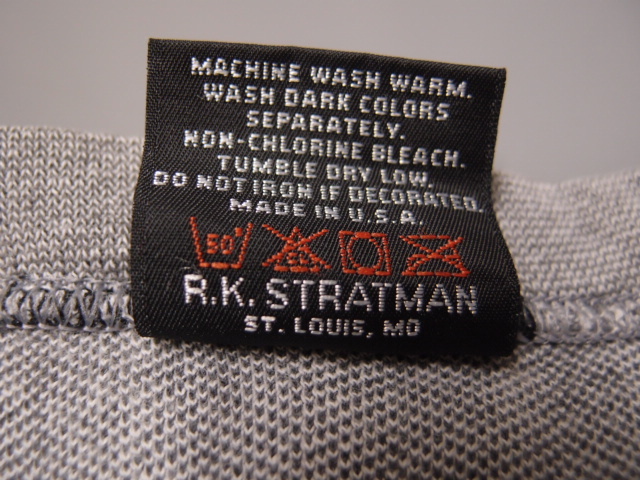 MACHINE WASH WARM.
WASH DARK COLORS
SEPARATELY.
NON-CHLORINE BLEACH.
TUMBLE DRY LOW.
DO NOT IRON IF DECORATED.
MADE IN U.S.A.
50°
R.K. STRATMAN
ST. LOUIS, MO